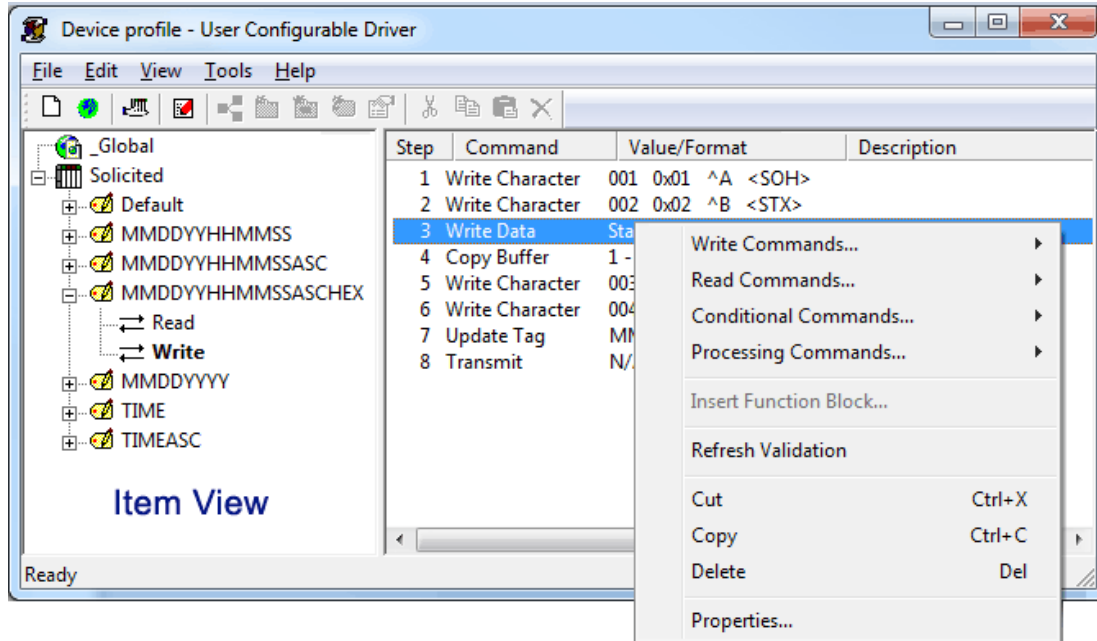 Device profile - User Configurable Driver
File Edit View Tools Help
_Global
Solicited
Default
MMDDYYHHMMSS
MMDDYYHHMMSSASC
MMDDYYHHMMSSASCHEX
Read
Write
MMDDYYYY
TIME
TIMEASC
Item View
Step Command Value/Format Description
1 Write Character 001 0x01 ^A <SOH>
2 Write Character 002 0x02 ^B <STX>
3 Write Data
4 Copy Buffer 1 -
5 Write Character 003
6 Write Character 004
7 Update Tag
8 Transmit
Write Commands...
Read Commands...
Conditional Commands...
Processing Commands...
Insert Function Block...
Refresh Validation
Cut Ctrl+X
Copy Ctrl+C
Delete Del
Properties...
Ready